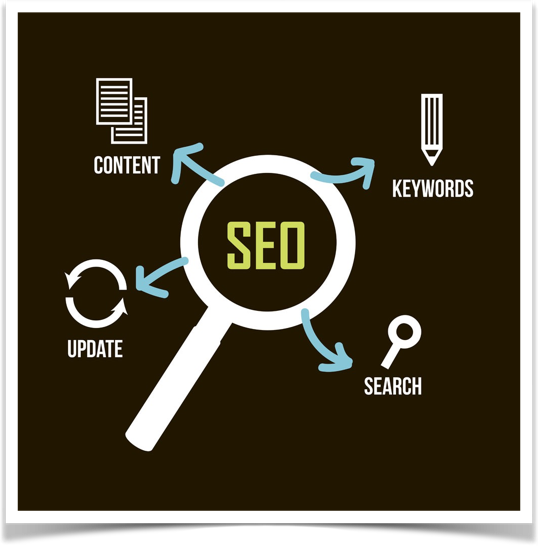 CONTENT
KEYWORDS
SEO
UPDATE
SEARCH